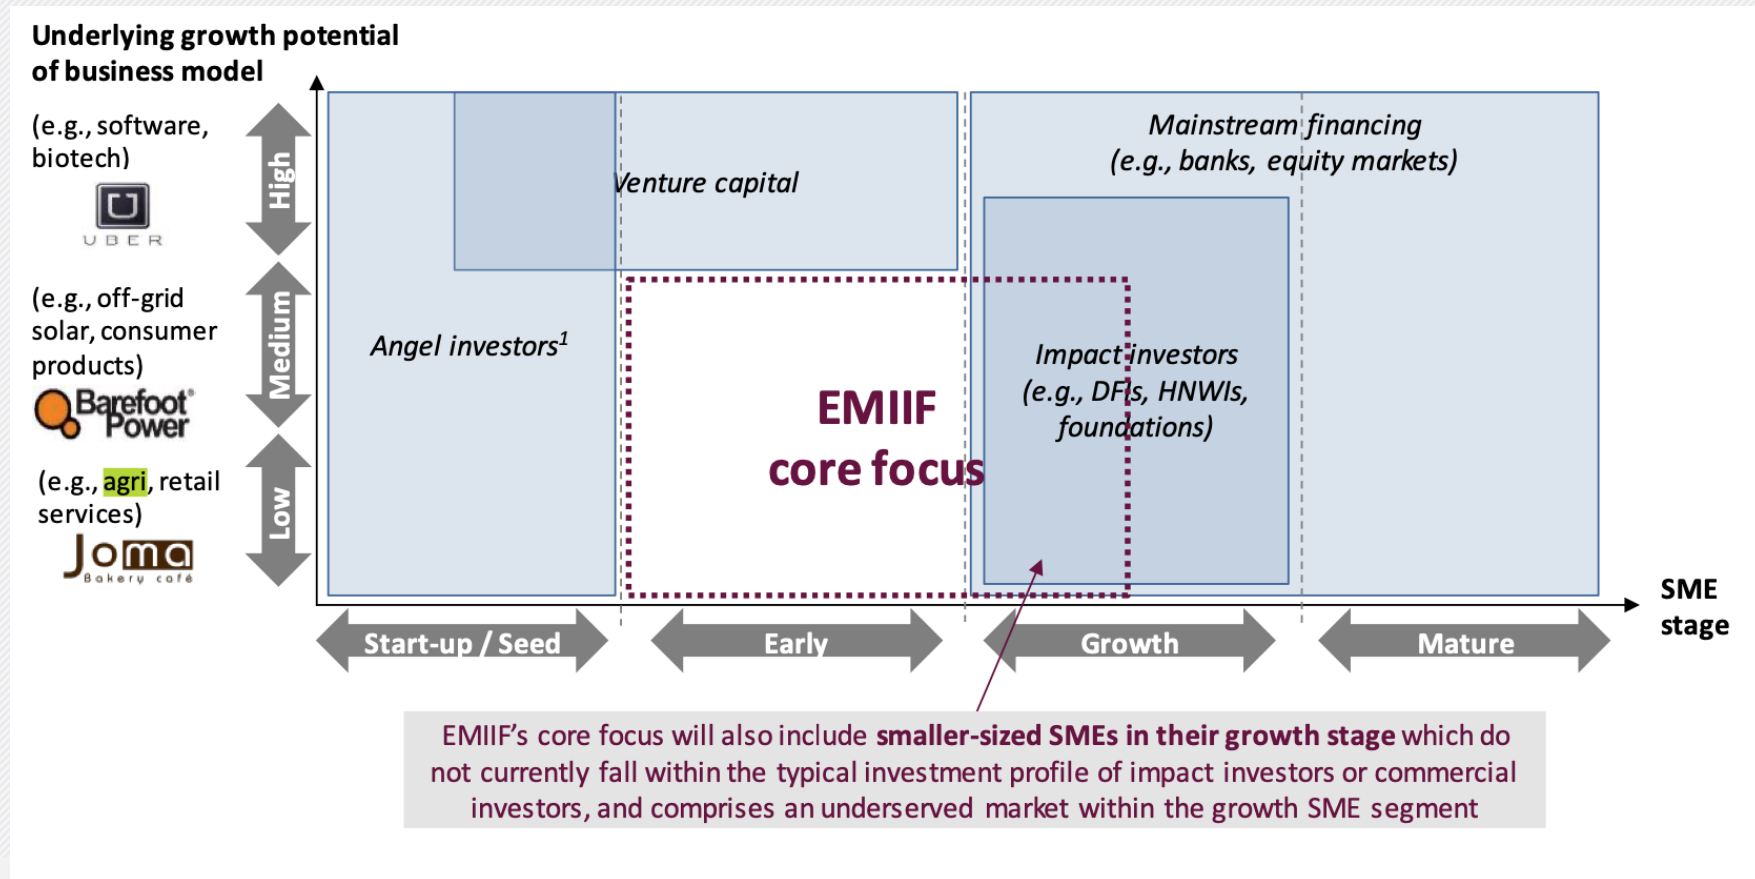 Underlying growth potential
of business model
(e.g., software,
biotech)
UBER
(e.g., off-grid
solar, consumer
products)
Barefoot®
Power
(e.g., agri, retail
services)
Joma
Bakery café
High
Medium
Low
Venture capital
Angel investors¹
Mainstream financing
(e.g., banks, equity markets)
Impact investors
(e.g., DFIs, HNWIs,
foundations)
EMIIF
core focus
SME
stage
Start-up / Seed
Early
Growth
Mature
EMIIF’s core focus will also include smaller-sized SMEs in their growth stage which do
not currently fall within the typical investment profile of impact investors or commercial
investors, and comprises an underserved market within the growth SME segment